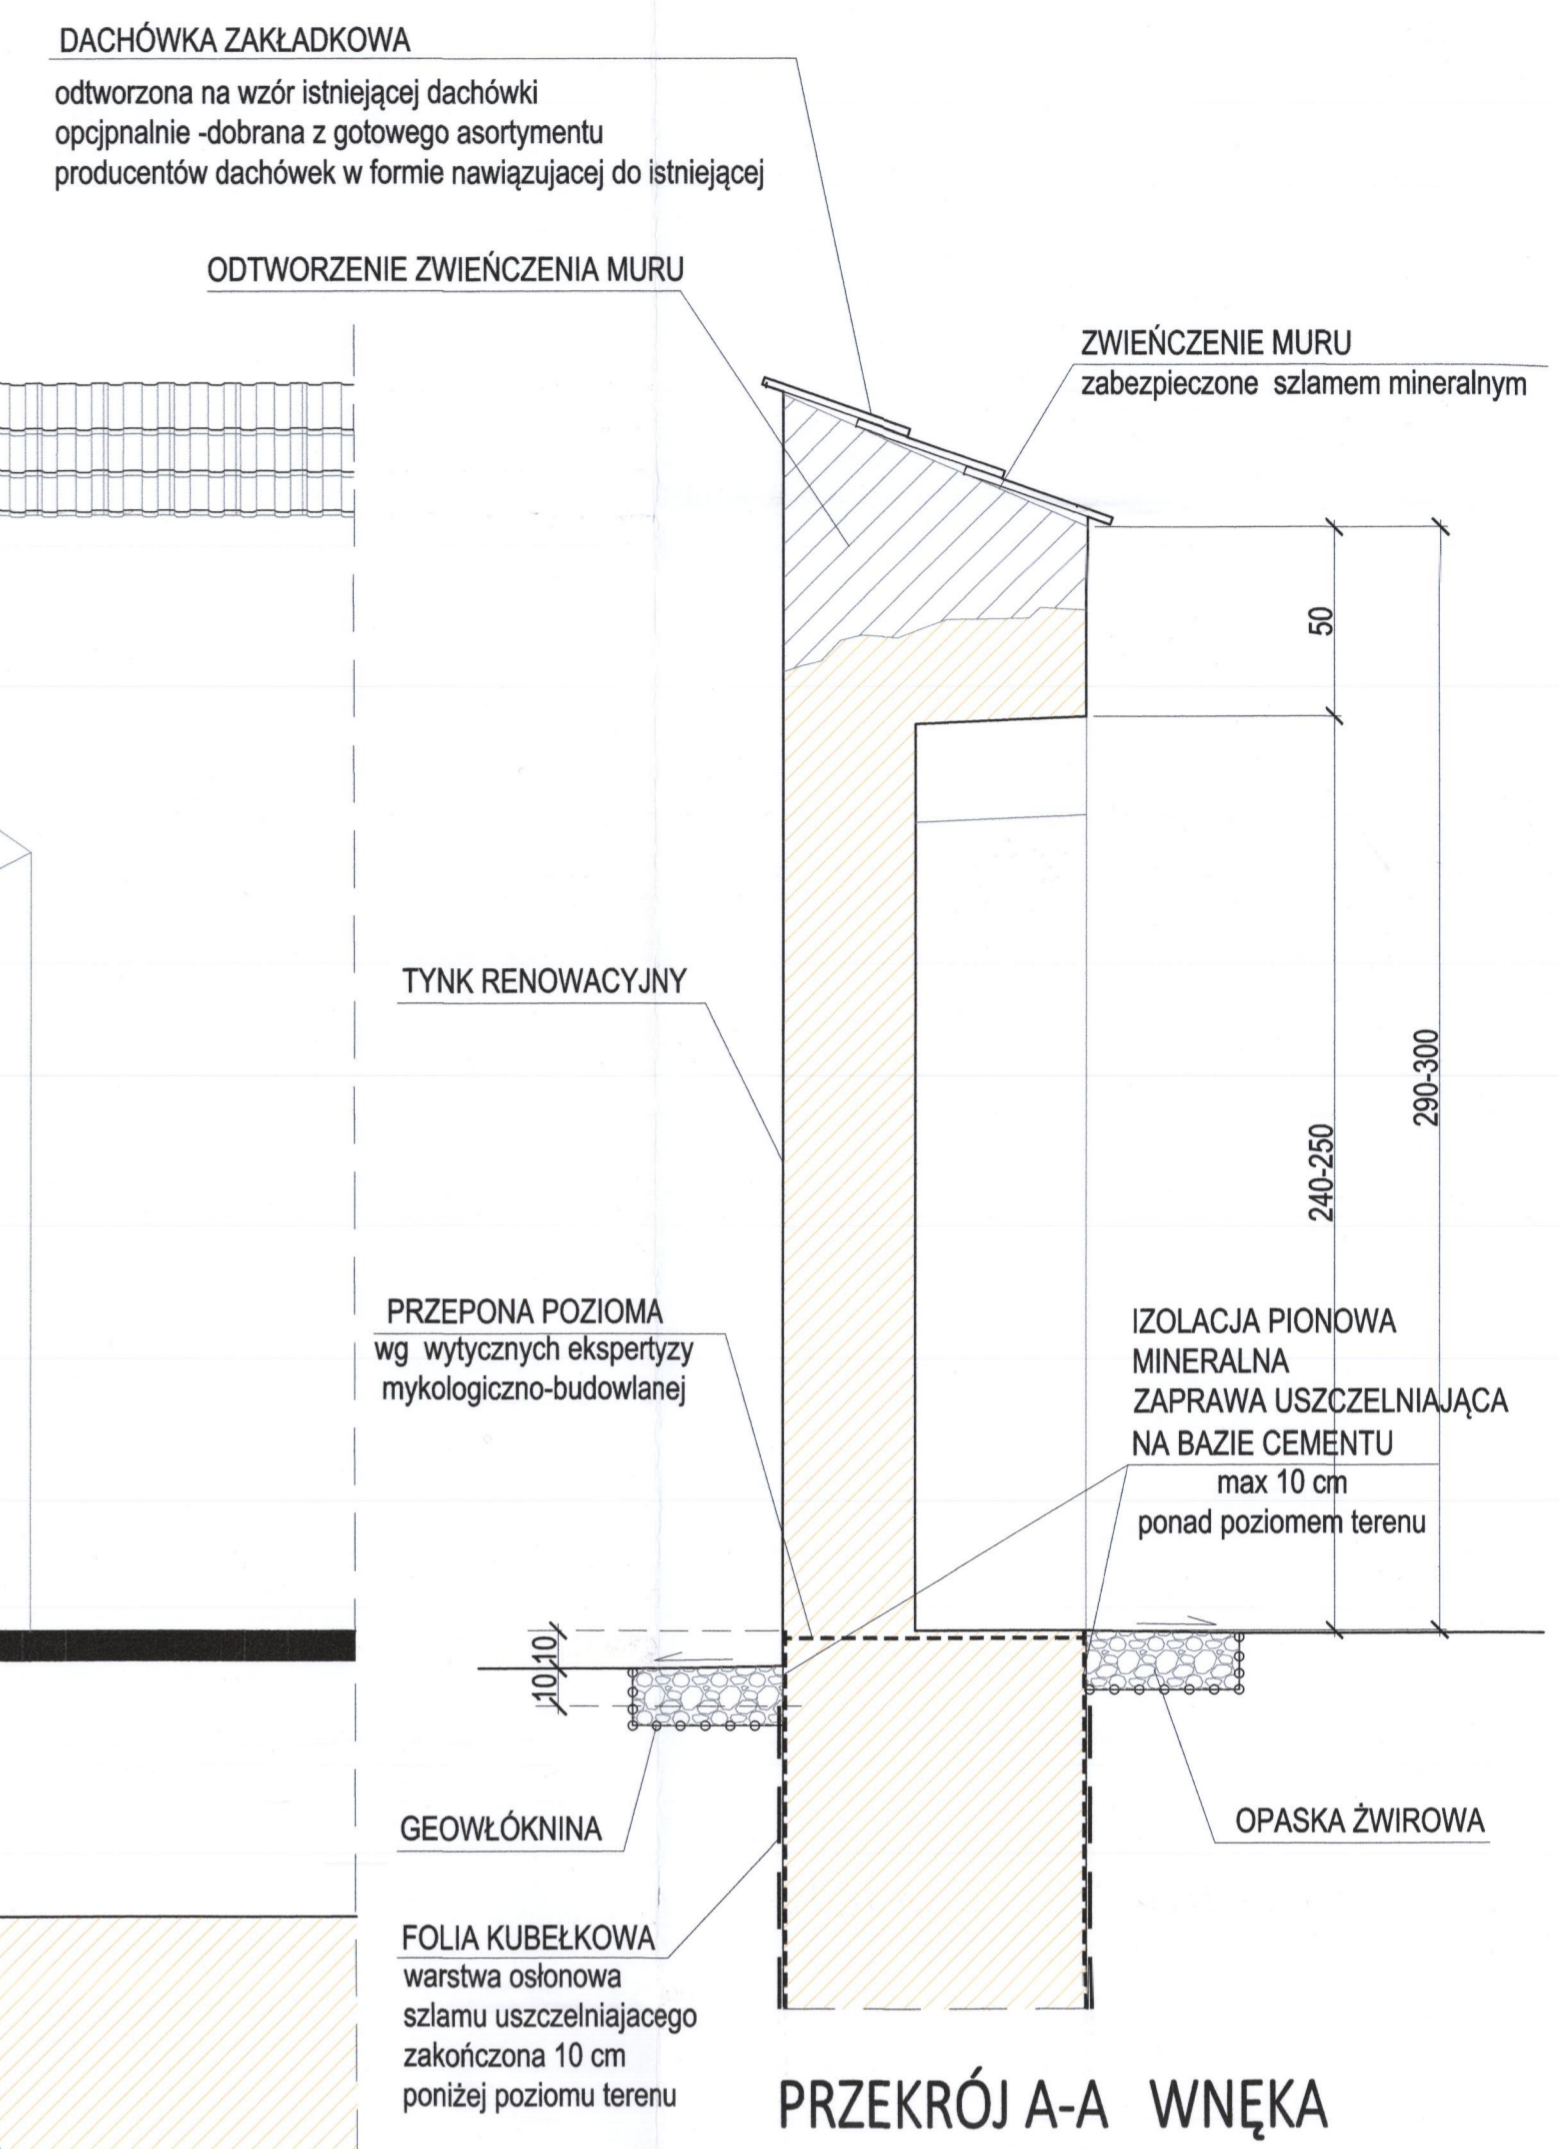 DACHÓWKA ZAKŁADKOWA
odtworzona na wzór istniejącej dachówki
opcjpnalnie -dobrana z gotowego asortymentu
producentów dachówek w formie nawiązujacej do istniejącej
ODTWORZENIE ZWIEŃCZENIA MURU
ZWIEŃCZENIE MURU
zabezpieczone szlamem mineralnym
50
TYNK RENOWACYJNY
290-300
240-250
PRZEPONA POZIOMA
wg wytycznych ekspertyzy
mykologiczno-budowlanej
IZOLACJA PIONOWA
MINERALNA
ZAPRAWA USZCZELNIAJĄCA
NA BAZIE CEMENTU
max 10 cm
ponad poziomem terenu
10
10
GEOWŁÓKNINA
OPASKA ŻWIROWA
FOLIA KUBEŁKOWA
warstwa osłonowa
szlamu uszczelniajacego
zakończona 10 cm
poniżej poziomu terenu
PRZEKRÓJ A-A WNĘKA